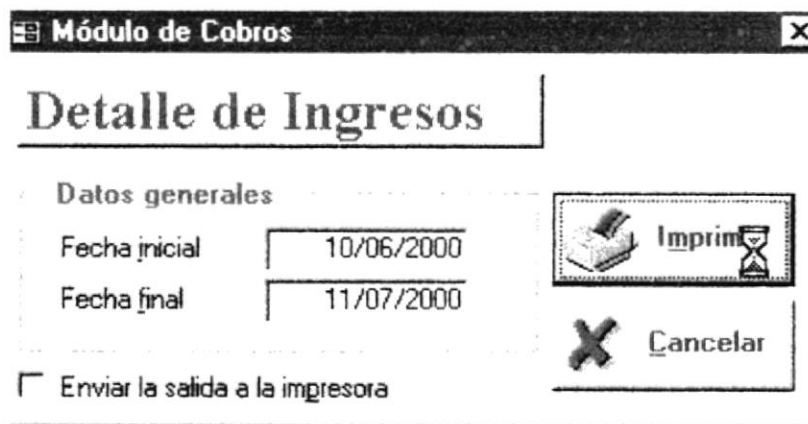 Módulo de Cobros
Detalle de Ingresos
Datos generales
Fecha inicial 10/06/2000
Fecha final 11/07/2000
Imprim
Cancelar
Enviar la salida a la impresora